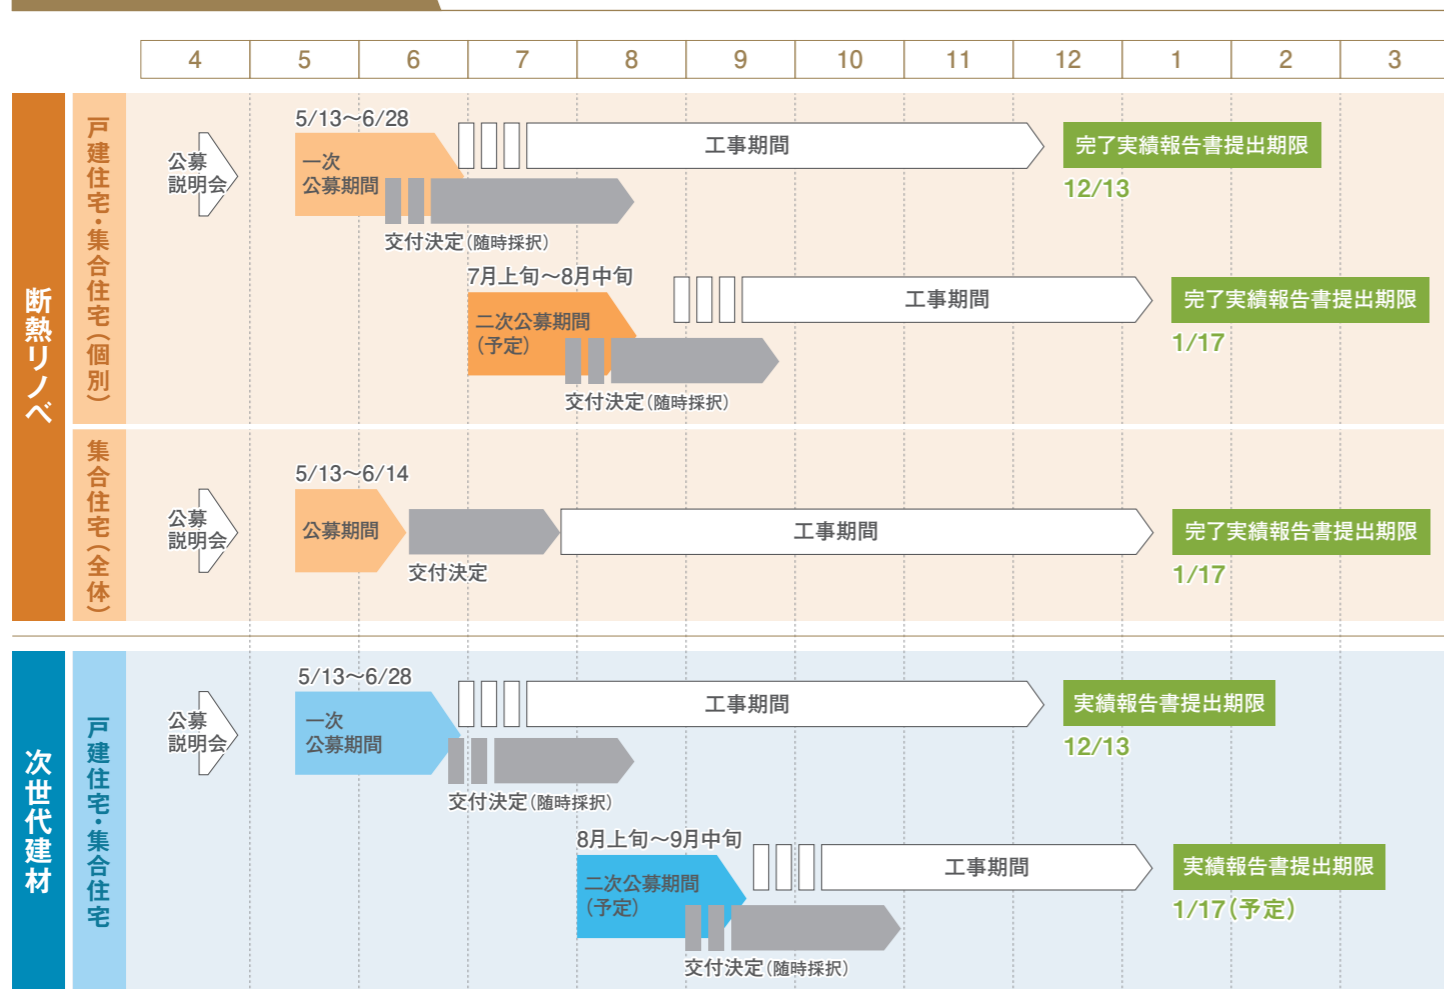 4 5 6 7 8 9 10 11 12 1 2 3
断熱リノベ
戸建住宅・集合住宅(個別)
公募
説明会
5/13～6/28
一次
公募期間
交付決定(随時採択)
工事期間
完了実績報告書提出期限
12/13
7月上旬～8月中旬
二次公募期間
(予定)
交付決定(随時採択)
工事期間
完了実績報告書提出期限
1/17
集合住宅(全体)
公募
説明会
5/13～6/14
公募期間
交付決定
工事期間
完了実績報告書提出期限
1/17
次世代建材
戸建住宅・集合住宅
公募
説明会
5/13～6/28
一次
公募期間
交付決定(随時採択)
工事期間
実績報告書提出期限
12/13
8月上旬～9月中旬
二次公募期間
(予定)
交付決定(随時採択)
工事期間
実績報告書提出期限
1/17(予定)